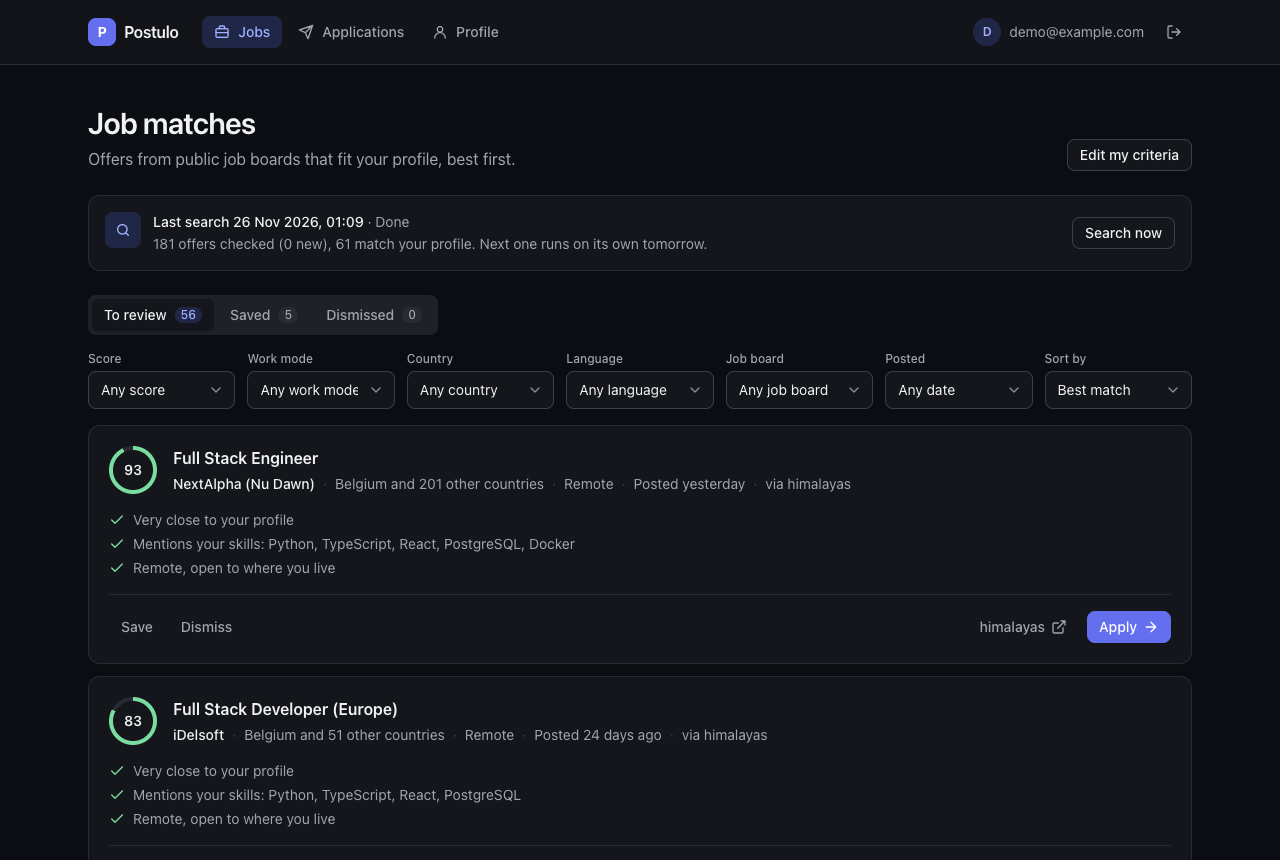 P Postulo Jobs Applications Profile D demo@example.com
Job matches
Offers from public job boards that fit your profile, best first.
Edit my criteria
Last search 26 Nov 2026, 01:09 · Done
181 offers checked (0 new), 61 match your profile. Next one runs on its own tomorrow.
Search now
To review 56 Saved 5 Dismissed 0
Score Work mode Country Language Job board Posted Sort by
Any score Any work mode Any country Any language Any job board Any date Best match
93
Full Stack Engineer
NextAlpha (Nu Dawn) · Belgium and 201 other countries · Remote · Posted yesterday · via himalayas
Very close to your profile
Mentions your skills: Python, TypeScript, React, PostgreSQL, Docker
Remote, open to where you live
Save Dismiss himalayas Apply
83
Full Stack Developer (Europe)
iDelsoft · Belgium and 51 other countries · Remote · Posted 24 days ago · via himalayas
Very close to your profile
Mentions your skills: Python, TypeScript, React, PostgreSQL
Remote, open to where you live